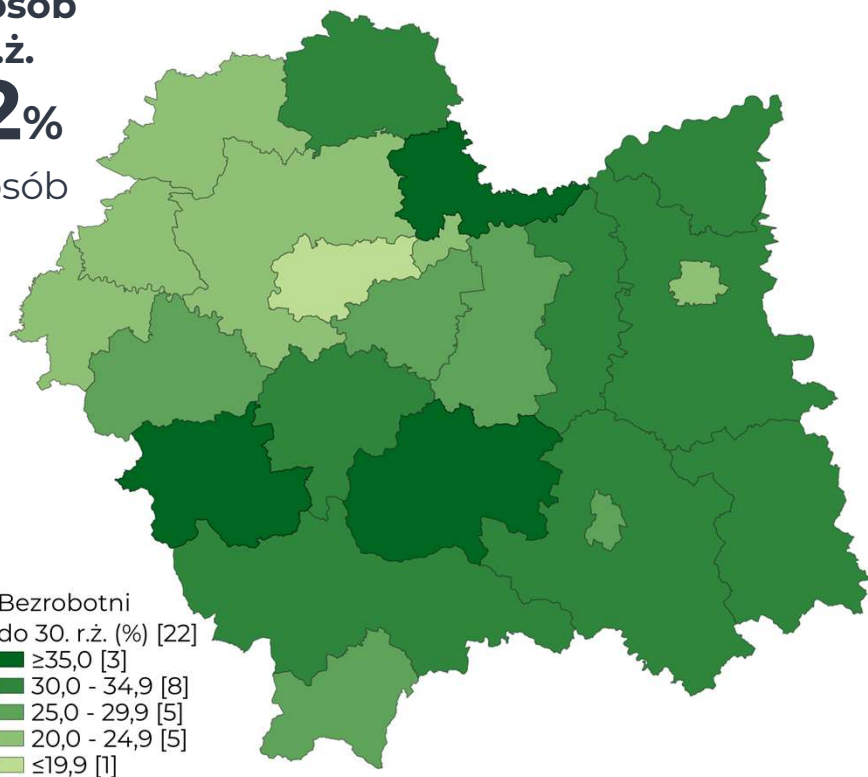 osób
.ż.
2%
osób
Bezrobotni
do 30. r.ż. (%) [22]
≥35,0 [3]
30,0 - 34,9 [8]
25,0 - 29,9 [5]
20,0 - 24,9 [5]
≤19,9 [1]